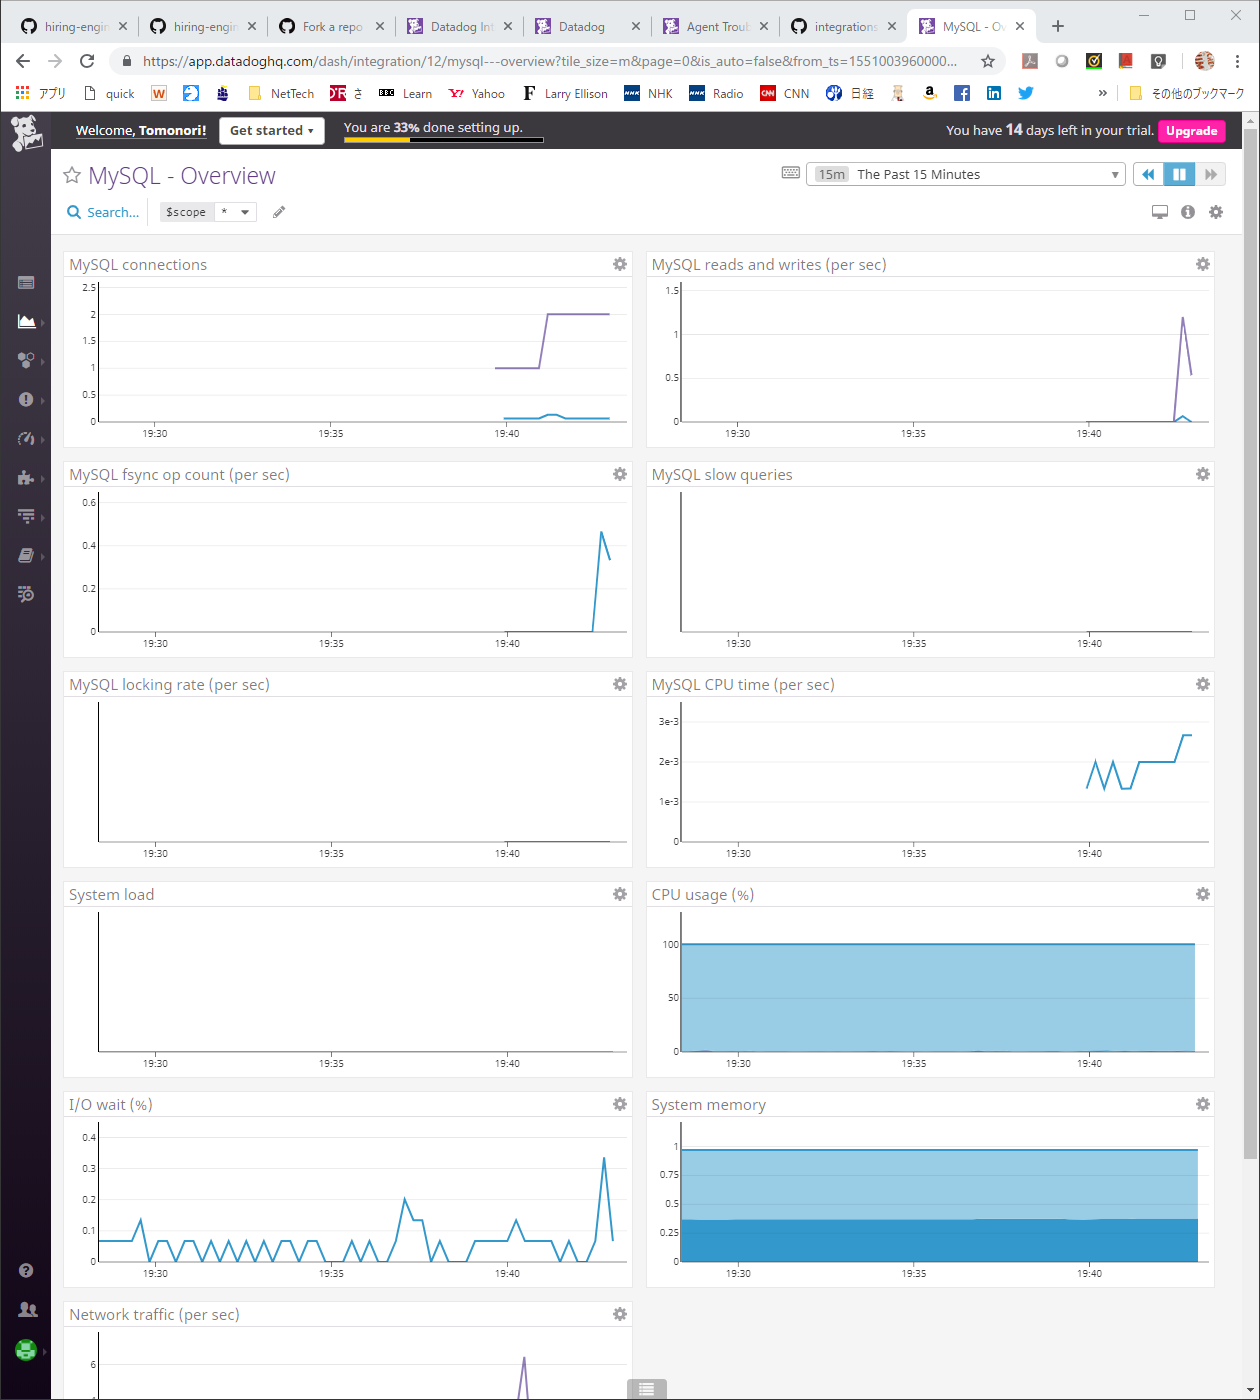 hiring-engin
hiring-engin
Fork a repo
Datadog Int
Datadog
Agent Troub
integrations
MySQL - Ov
https://app.datadoghq.com/dash/integration/12/mysql---overview?tile_size=m&page=0&is_auto=false&from_ts=1551003960000...
アプリ
quick
NetTech
さ
Learn
Yahoo
Larry Ellison
NHK
Radio
CNN
日経
»
その他のブックマーク
Welcome, Tomonori!
Get started
You are 33% done setting up.
You have 14 days left in your trial.
Upgrade
MySQL - Overview
15m The Past 15 Minutes
Search...
$scope *
MySQL connections
2.5
2
1.5
1
0.5
0
19:30 19:35 19:40
MySQL reads and writes (per sec)
1.5
1
0.5
0
19:30 19:35 19:40
MySQL fsync op count (per sec)
0.6
0.4
0.2
0
19:30 19:35 19:40
MySQL slow queries
19:30 19:35 19:40
MySQL locking rate (per sec)
19:30 19:35 19:40
MySQL CPU time (per sec)
3e-3
2e-3
1e-3
0
19:30 19:35 19:40
System load
19:30 19:35 19:40
CPU usage (%)
100
50
0
19:30 19:35 19:40
I/O wait (%)
0.4
0.3
0.2
0.1
0
19:30 19:35 19:40
System memory
1
0.75
0.5
0.25
0
19:30 19:35 19:40
Network traffic (per sec)
6